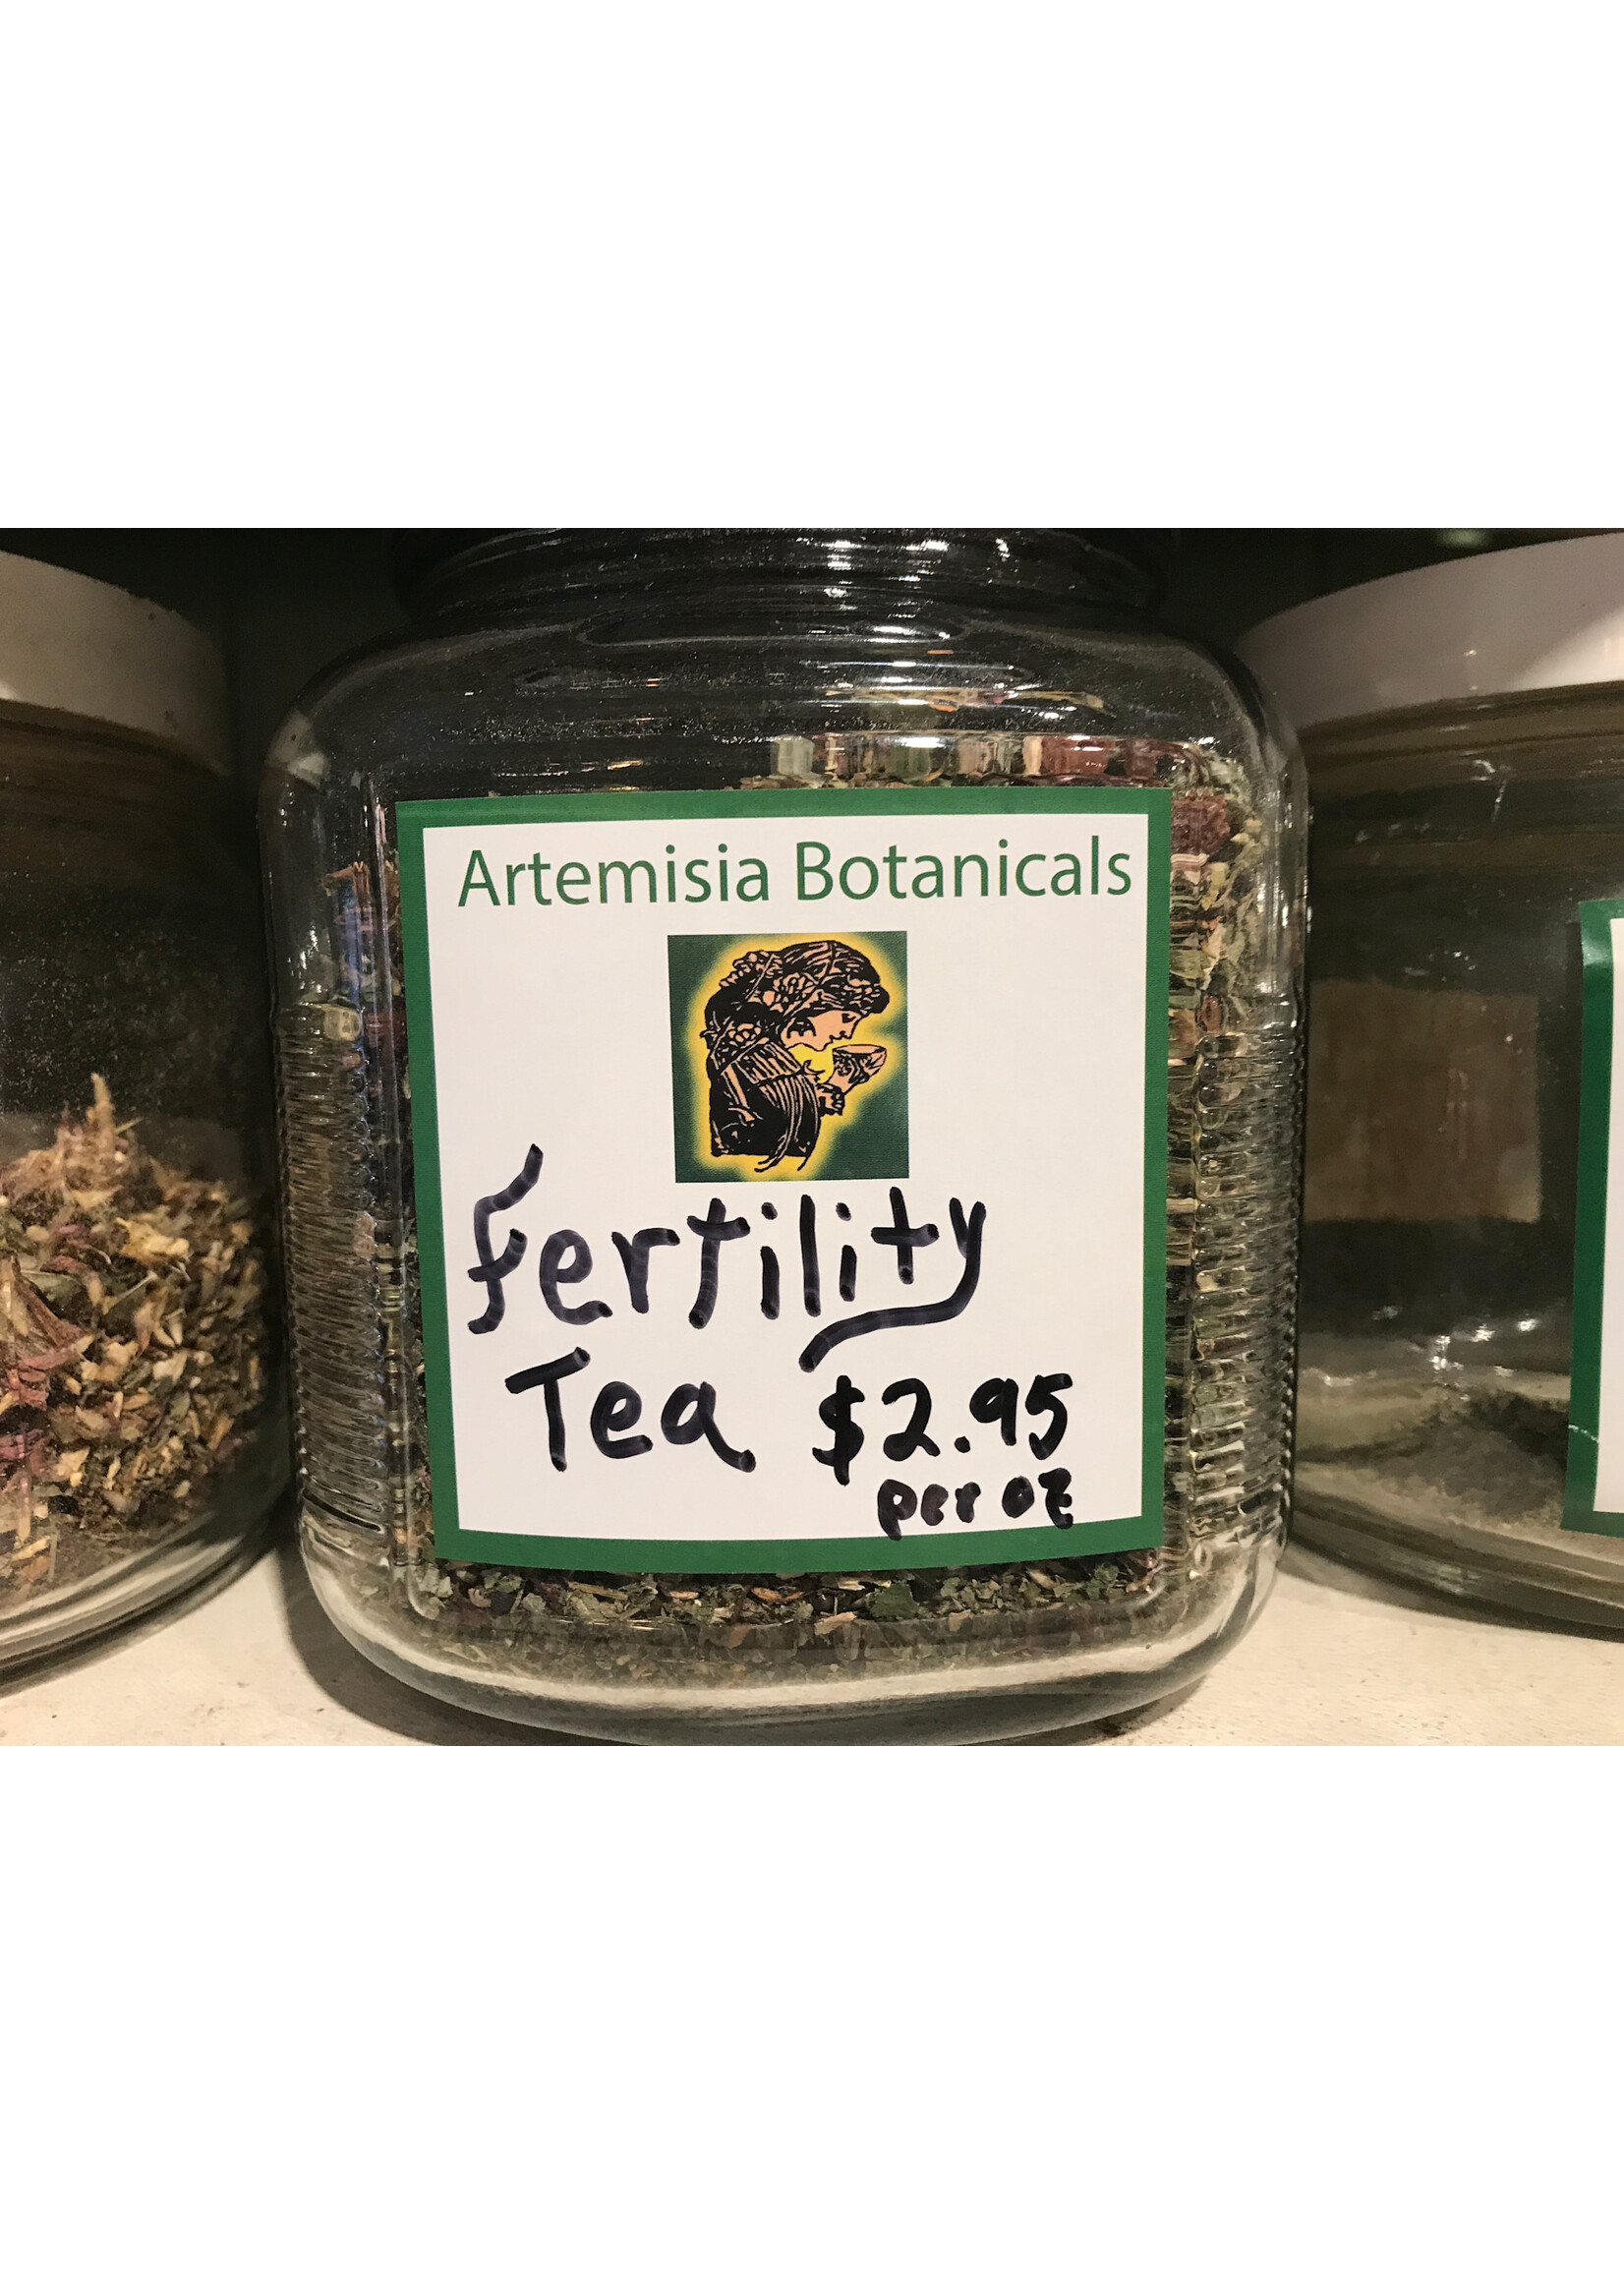 Artemisia Botanicals
Fertility
Tea $2.95
per oz